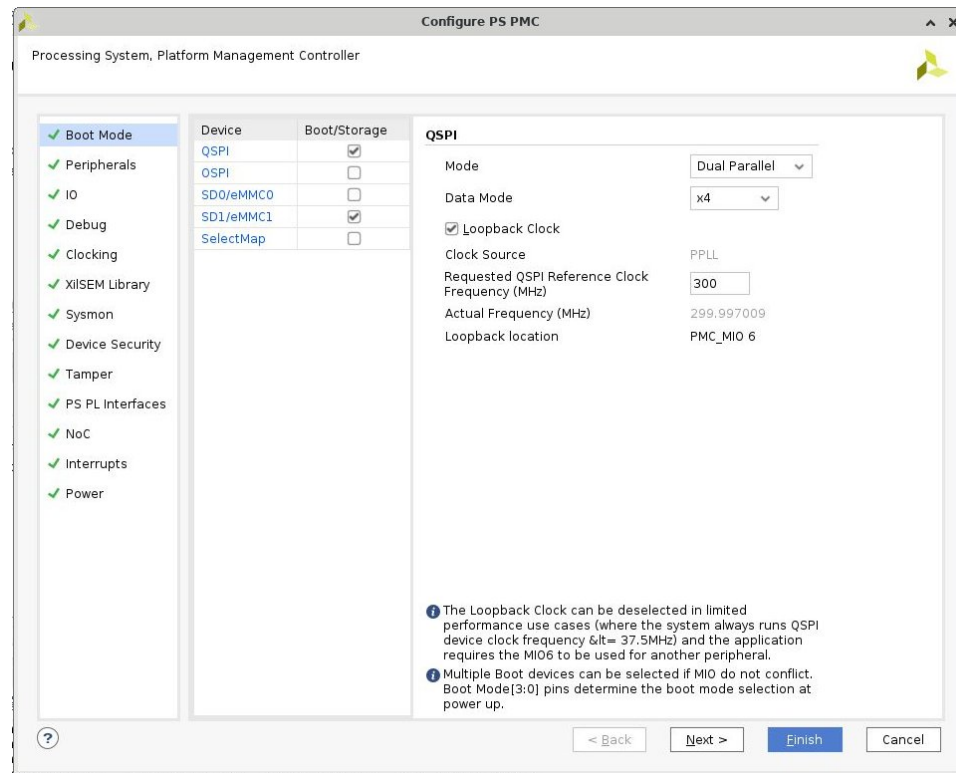 Configure PS PMC
Processing System, Platform Management Controller
Boot Mode
Peripherals
IO
Debug
Clocking
XilSEM Library
Sysmon
Device Security
Tamper
PS PL Interfaces
NoC
Interrupts
Power
Device Boot/Storage
QSPI
OSPI
SD0/eMMC0
SD1/eMMC1
SelectMap
QSPI
Mode Dual Parallel
Data Mode x4
Loopback Clock
Clock Source PPLL
Requested QSPI Reference Clock
Frequency (MHz) 300
Actual Frequency (MHz) 299.997009
Loopback location PMC_MIO 6
The Loopback Clock can be deselected in limited
performance use cases (where the system always runs QSPI
device clock frequency &lt= 37.5MHz) and the application
requires the MIO6 to be used for another peripheral.
Multiple Boot devices can be selected if MIO do not conflict.
Boot Mode[3:0] pins determine the boot mode selection at
power up.
? < Back Next > Finish Cancel